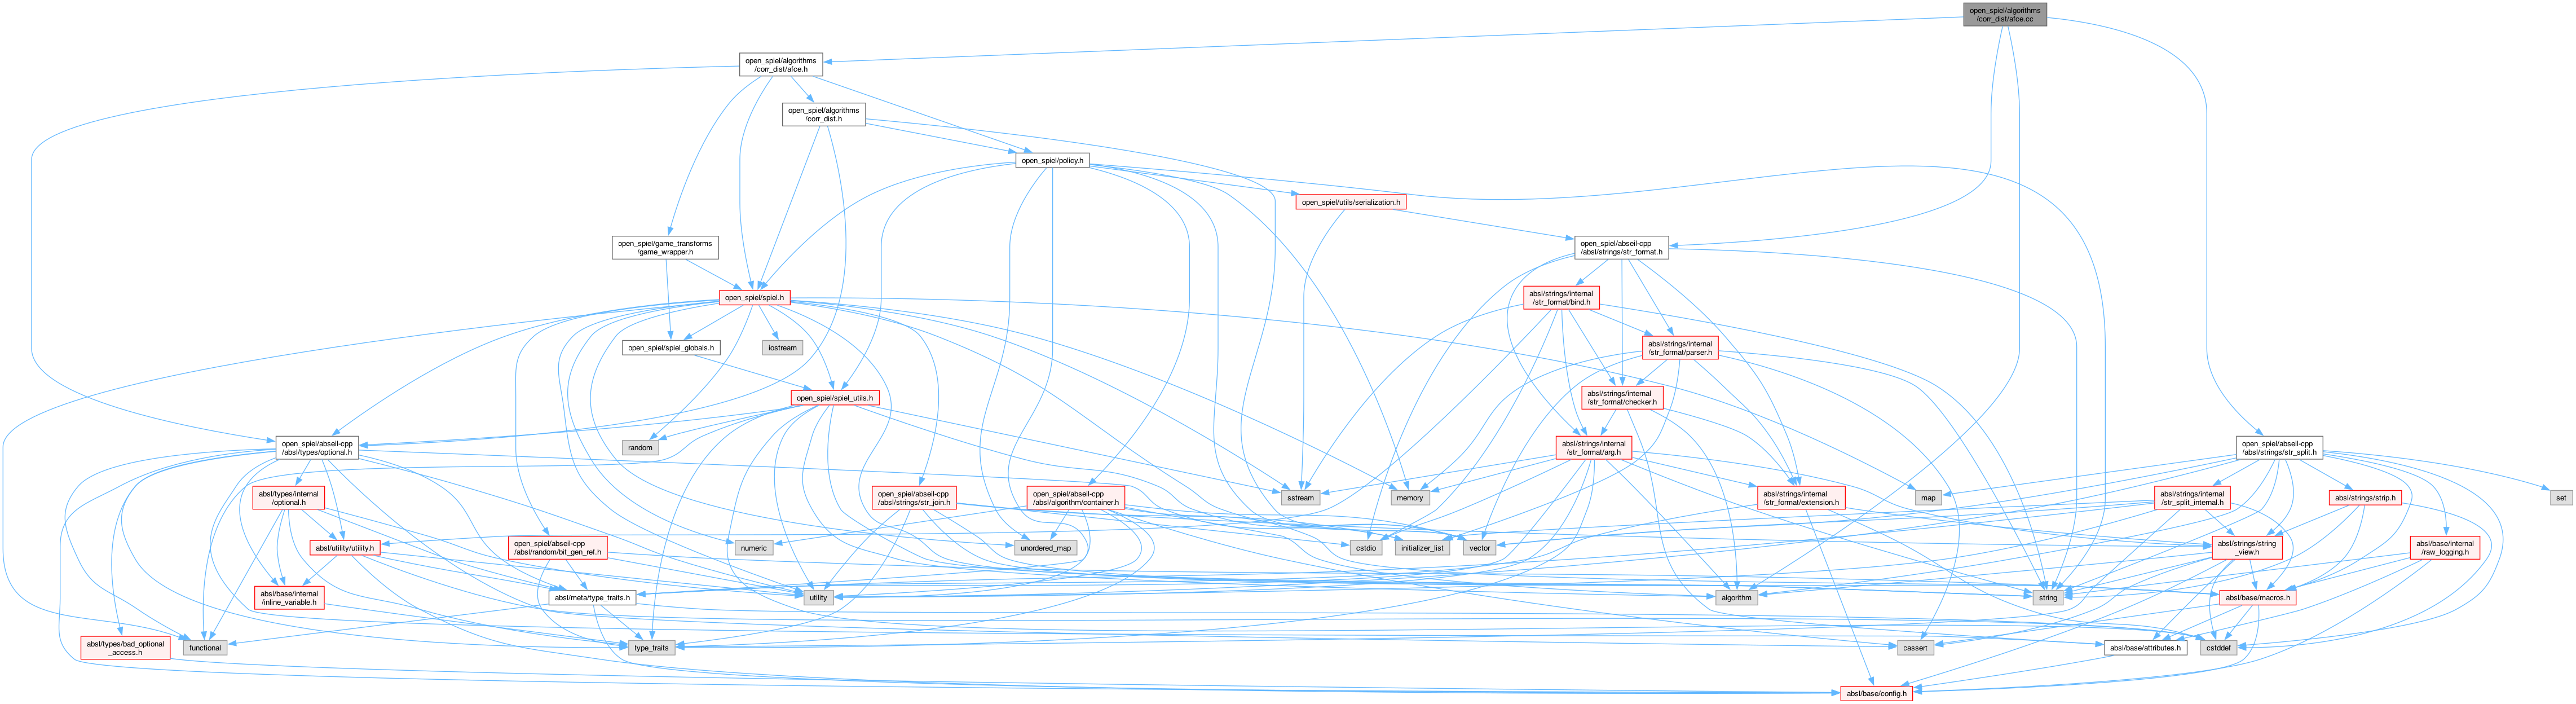 open_spiel/algorithms
/corr_dist/afce.cc
open_spiel/algorithms
/corr_dist/afce.h
open_spiel/algorithms
/corr_dist.h
open_spiel/policy.h
open_spiel/utils/serialization.h
open_spiel/game_transforms
/game_wrapper.h
open_spiel/abseil-cpp
/absl/strings/str_format.h
open_spiel/spiel.h
absl/strings/internal
/str_format/bind.h
open_spiel/spiel_globals.h
iostream
absl/strings/internal
/str_format/parser.h
open_spiel/spiel_utils.h
absl/strings/internal
/str_format/checker.h
random
open_spiel/abseil-cpp
/absl/types/optional.h
absl/strings/internal
/str_format/arg.h
open_spiel/abseil-cpp
/absl/strings/str_split.h
absl/types/internal
/optional.h
open_spiel/abseil-cpp
/absl/strings/str_join.h
open_spiel/abseil-cpp
/absl/algorithm/container.h
sstream
memory
absl/strings/internal
/str_format/extension.h
map
absl/strings/internal
/str_split_internal.h
absl/strings/strip.h
set
absl/utility/utility.h
open_spiel/abseil-cpp
/absl/random/bit_gen_ref.h
numeric
unordered_map
cstdio
initializer_list
vector
absl/strings/string
_view.h
absl/base/internal
/raw_logging.h
absl/base/internal
/inline_variable.h
absl/meta/type_traits.h
utility
algorithm
string
absl/base/macros.h
absl/types/bad_optional
_access.h
functional
type_traits
cassert
absl/base/attributes.h
cstddef
absl/base/config.h